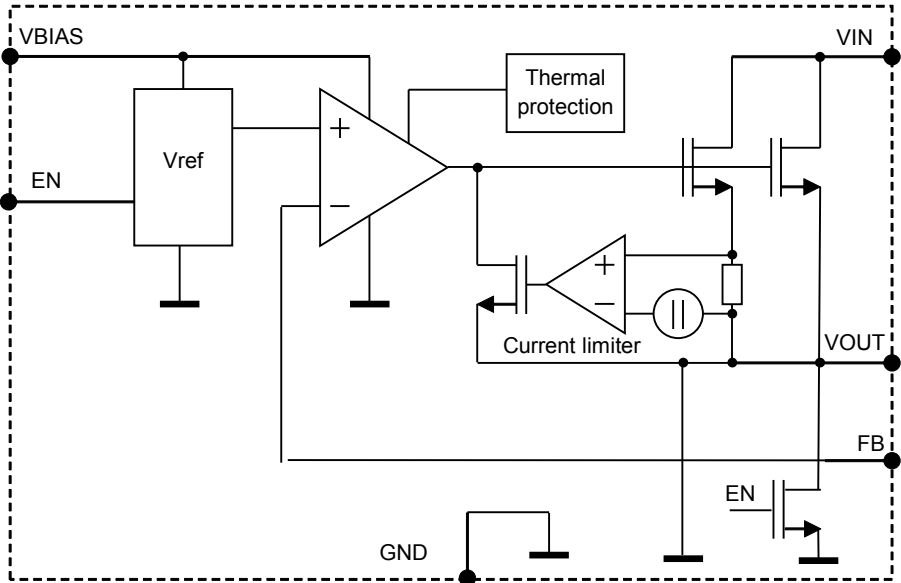 VBIAS
VIN
Thermal
protection
+
Vref
EN
−
+
−
Current limiter
VOUT
FB
EN
GND